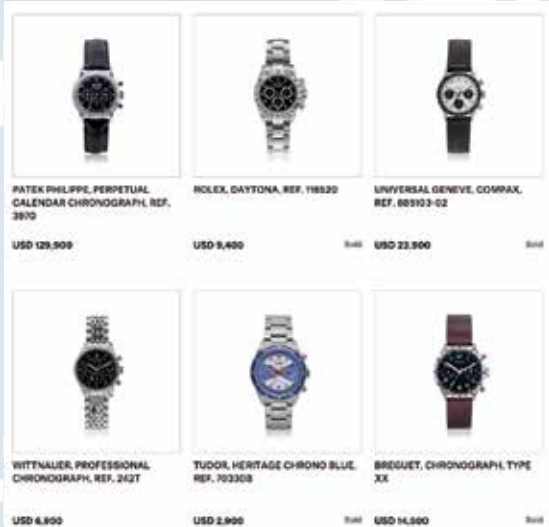 PATEK PHILIPPE, PERPETUAL
CALENDAR CHRONOGRAPH, REF.
3970
USD 129,900
ROLEX, DAYTONA, REF. 116520
USD 9,400
Sold
UNIVERSAL GENEVE, COMPAX,
REF. 885103-02
USD 23,500
Sold
WITTNAUER, PROFESSIONAL
CHRONOGRAPH, REF. 242T
USD 6,800
TUDOR, HERITAGE CHRONO BLUE,
REF. 70330B
USD 2,900
Sold
BREGUET, CHRONOGRAPH, TYPE
XX
USD 14,500
Sold